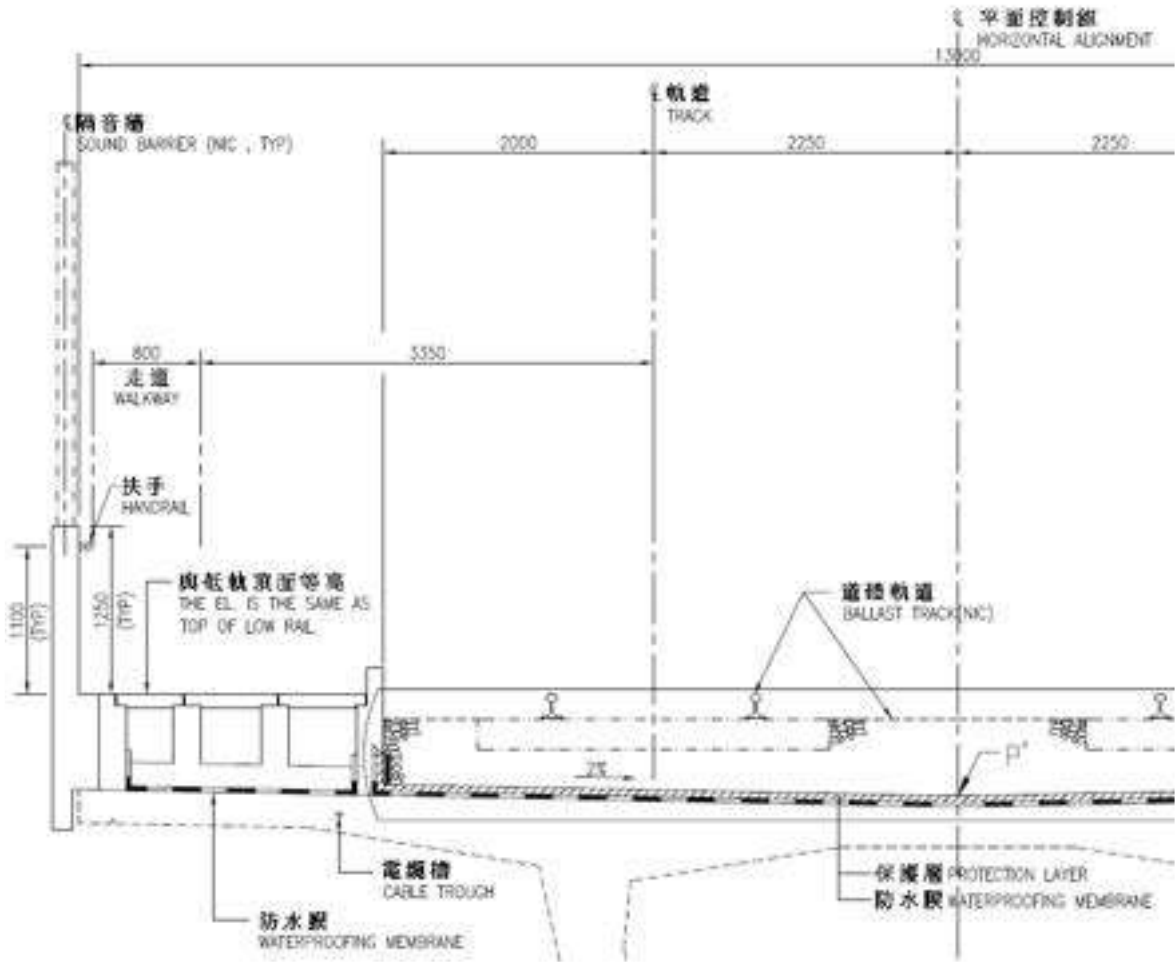 平面控制線
HORIZONTAL ALIGNMENT
13000
隔音牆
SOUND BARRIER (NIC , TYP)
軌道
TRACK
2000
2250
2250
800
3350
走道
WALKWAY
扶手
HANDRAIL
1100
(TYP)
1250
(TYP)
與低軌頂面等高
THE EL. IS THE SAME AS
TOP OF LOW RAIL
道碴軌道
BALLAST TRACK(NIC)
2%
P'
電纜槽
CABLE TROUGH
保護層 PROTECTION LAYER
防水膜 WATERPROOFING MEMBRANE
防水膜
WATERPROOFING MEMBRANE